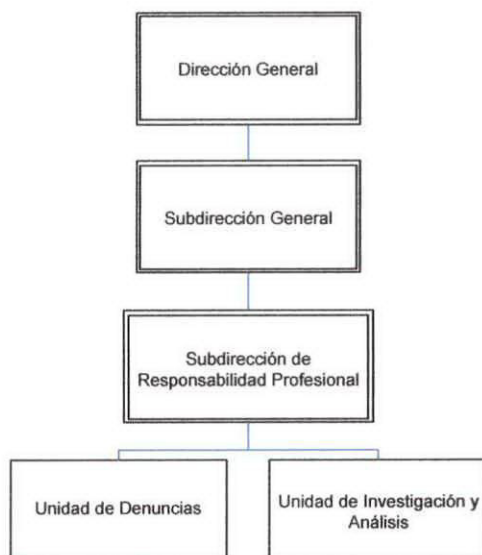 Dirección General
Subdirección General
Subdirección de
Responsabilidad Profesional
Unidad de Denuncias
Unidad de Investigación y
Análisis